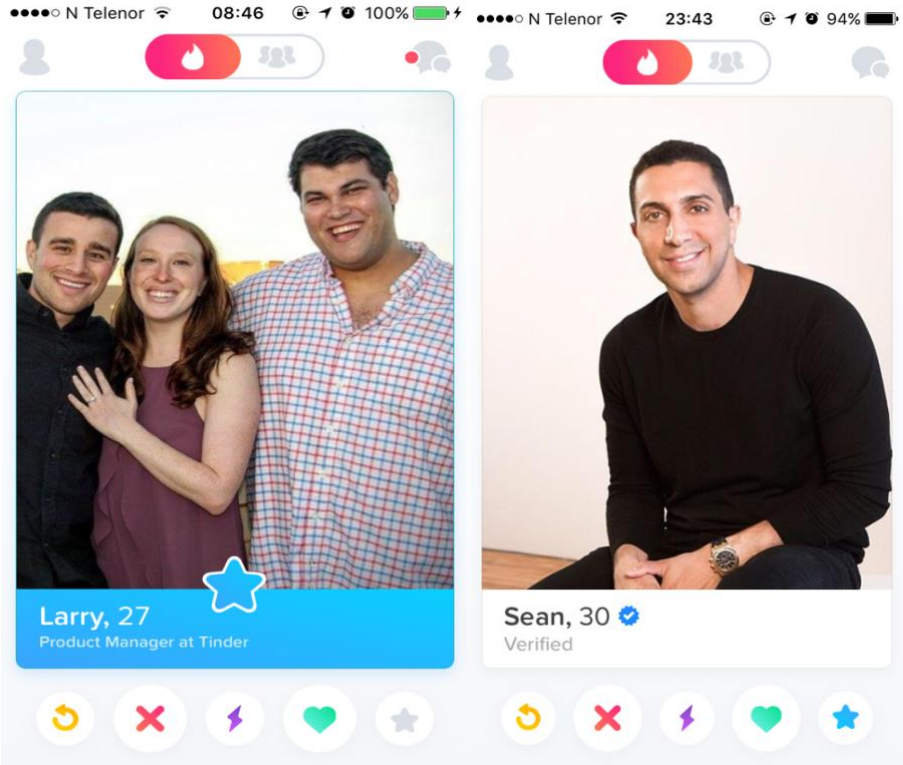 N Telenor 08:46 100%
Larry, 27
Product Manager at Tinder
N Telenor 23:43 94%
Sean, 30
Verified